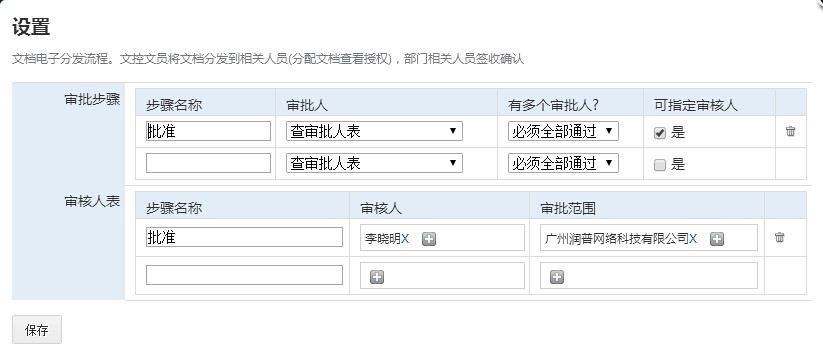 设置
文档电子分发流程。文控文员将文档分发到相关人员(分配文档查看授权)，部门相关人员签收确认
审批步骤 步骤名称 审批人 有多个审批人? 可指定审核人
批准 查审批人表 必须全部通过 是
查审批人表 必须全部通过 是
审核人表 步骤名称 审核人 审批范围
批准 李晓明X 广州润普网络科技有限公司X
保存